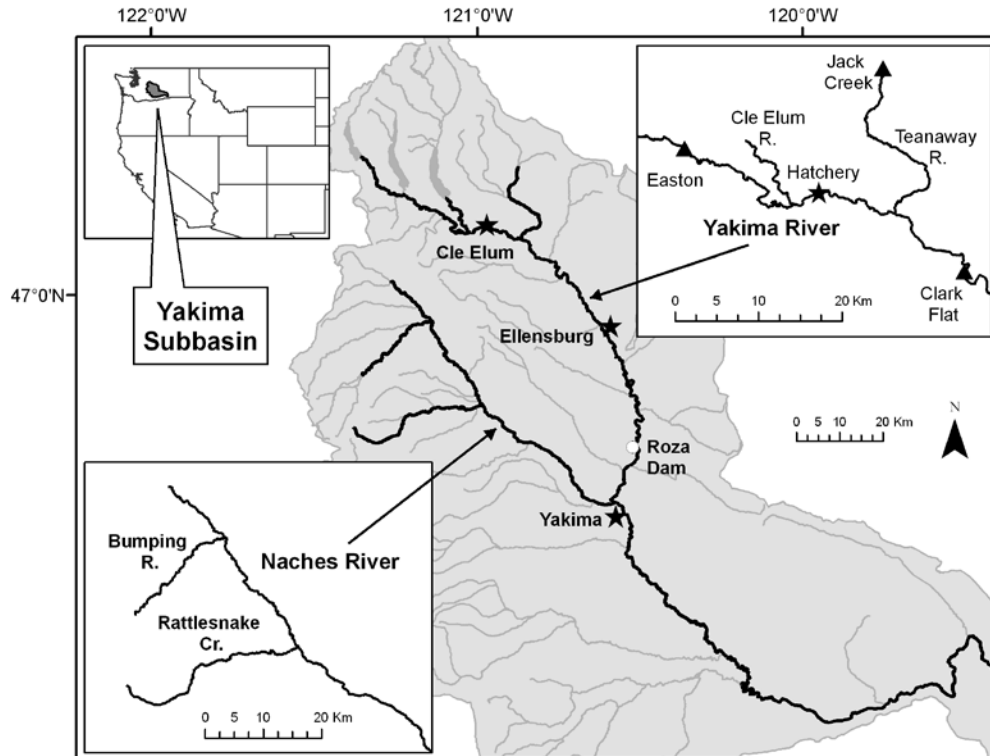 122°0'W
121°0'W
120°0'W
47°0'N
Yakima
Subbasin
Jack
Creek
Cle Elum
R.
Teanaway
R.
Hatchery
Easton
Yakima River
Clark
Flat
0 5 10 20 Km
Cle Elum
Ellensburg
0 5 10 20 Km
N
Roza
Dam
Yakima
Naches River
Bumping
R.
Rattlesnake
Cr.
0 5 10 20 Km